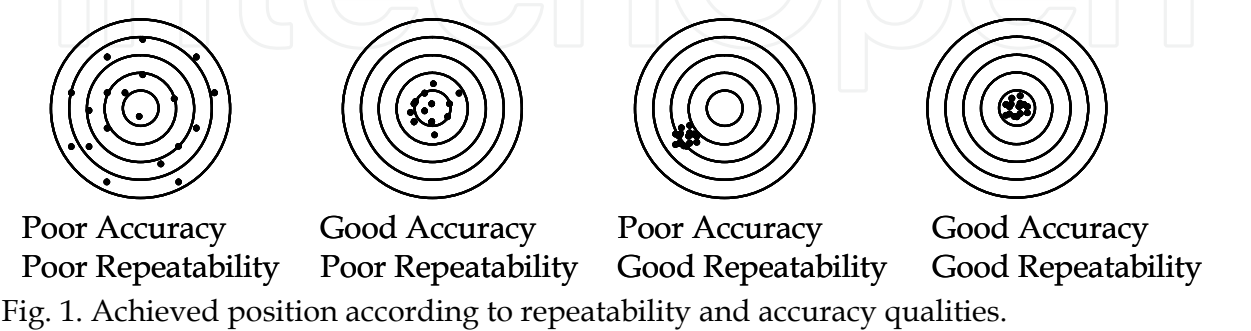 intechopen
Poor Accuracy
Poor Repeatability
Good Accuracy
Poor Repeatability
Poor Accuracy
Good Repeatability
Good Accuracy
Good Repeatability
Fig. 1. Achieved position according to repeatability and accuracy qualities.